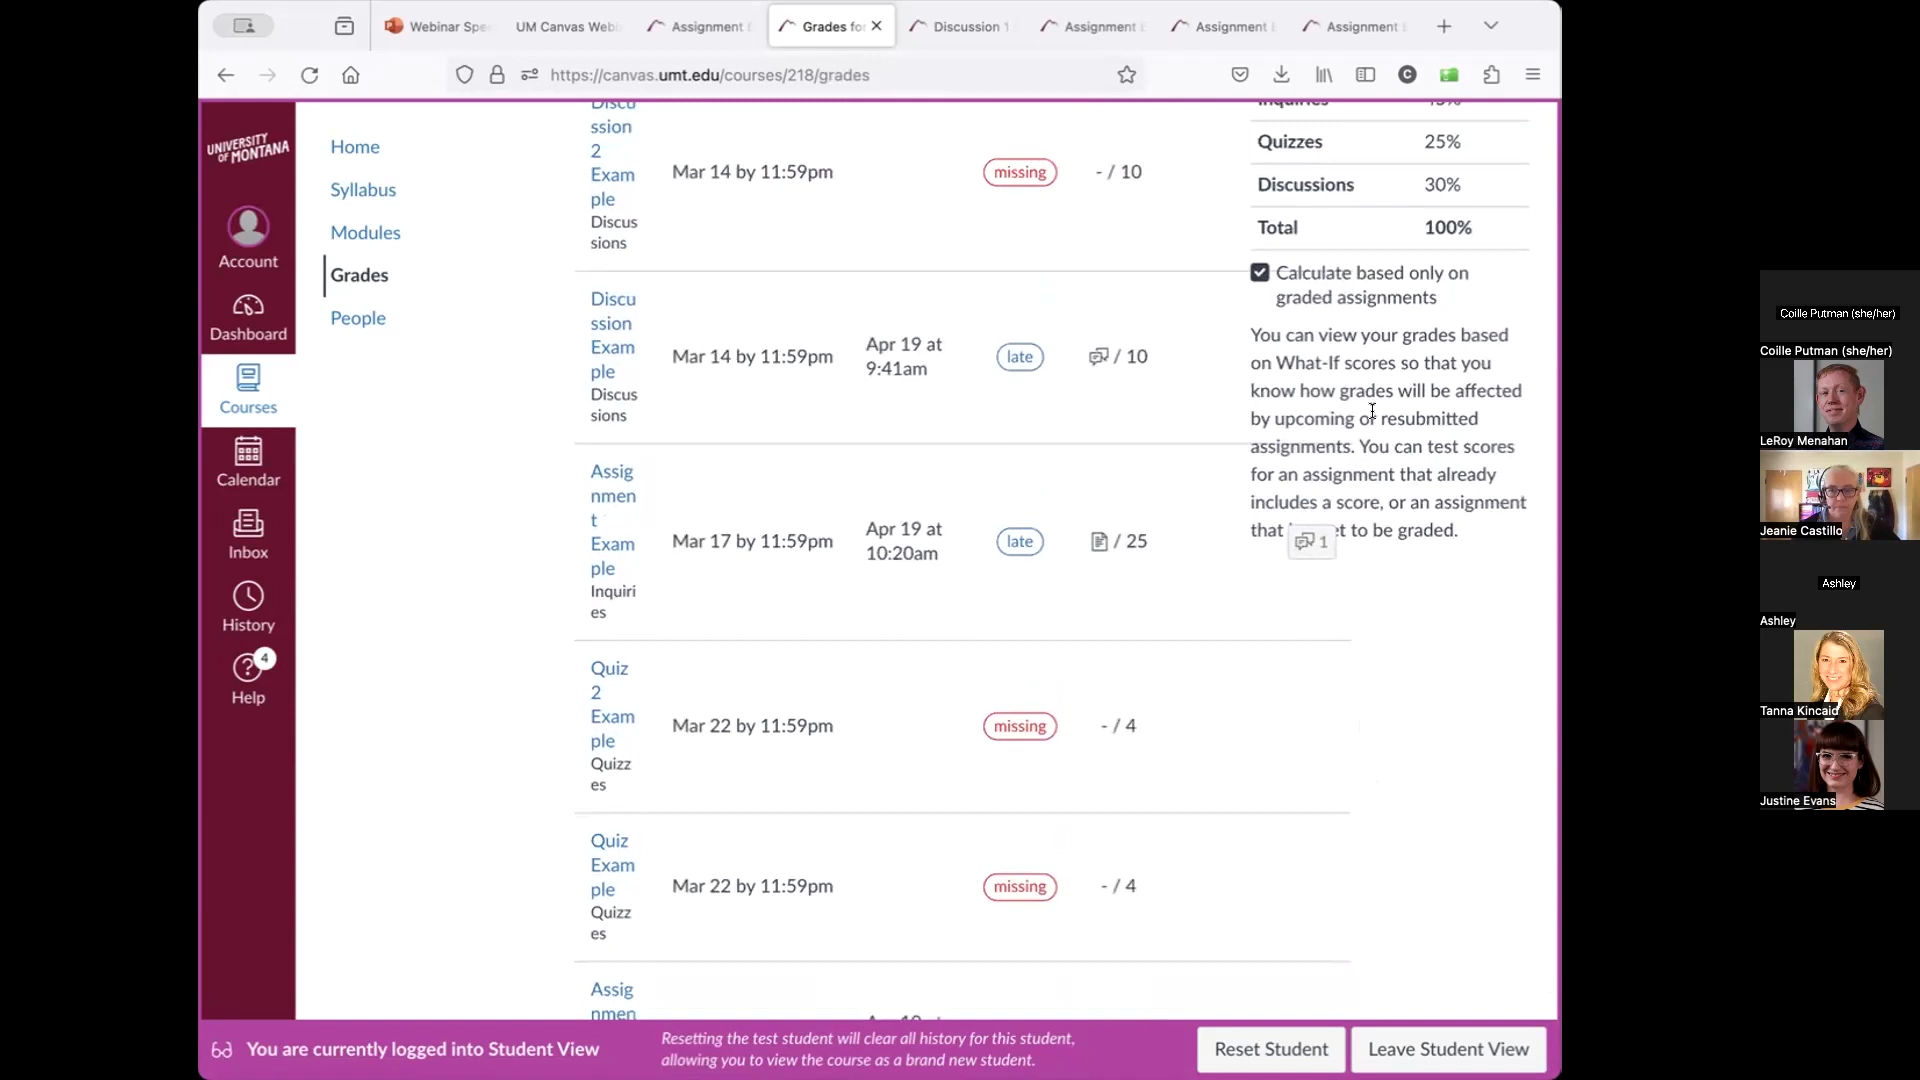 Webinar Spe
UM Canvas Webi
Assignment E
Grades for
Discussion 1
Assignment E
Assignment E
Assignment E
https://canvas.umt.edu/courses/218/grades
UNIVERSITY
OF MONTANA
Account
Dashboard
Courses
Calendar
Inbox
History
4
Help
Home
Syllabus
Modules
Grades
People
Discu
ssion
2
Exam
ple
Discus
sions
Mar 14 by 11:59pm
missing
- / 10
Discu
ssion
Exam
ple
Discus
sions
Mar 14 by 11:59pm
Apr 19 at
9:41am
late
/ 10
Assig
nmen
t
Exam
ple
Inquiri
es
Mar 17 by 11:59pm
Apr 19 at
10:20am
late
/ 25
1
Quiz
2
Exam
ple
Quizz
es
Mar 22 by 11:59pm
missing
- / 4
Quiz
Exam
ple
Quizz
es
Mar 22 by 11:59pm
missing
- / 4
Assig
nmen
Inquiries
Quizzes 25%
Discussions 30%
Total 100%
Calculate based only on
graded assignments
You can view your grades based
on What-If scores so that you
know how grades will be affected
by upcoming or resubmitted
assignments. You can test scores
for an assignment that already
includes a score, or an assignment
that et to be graded.
You are currently logged into Student View
Resetting the test student will clear all history for this student,
allowing you to view the course as a brand new student.
Reset Student
Leave Student View
Coille Putman (she/her)
Coille Putman (she/her)
LeRoy Menahan
Jeanie Castillo
Ashley
Ashley
Tanna Kincaid
Justine Evans